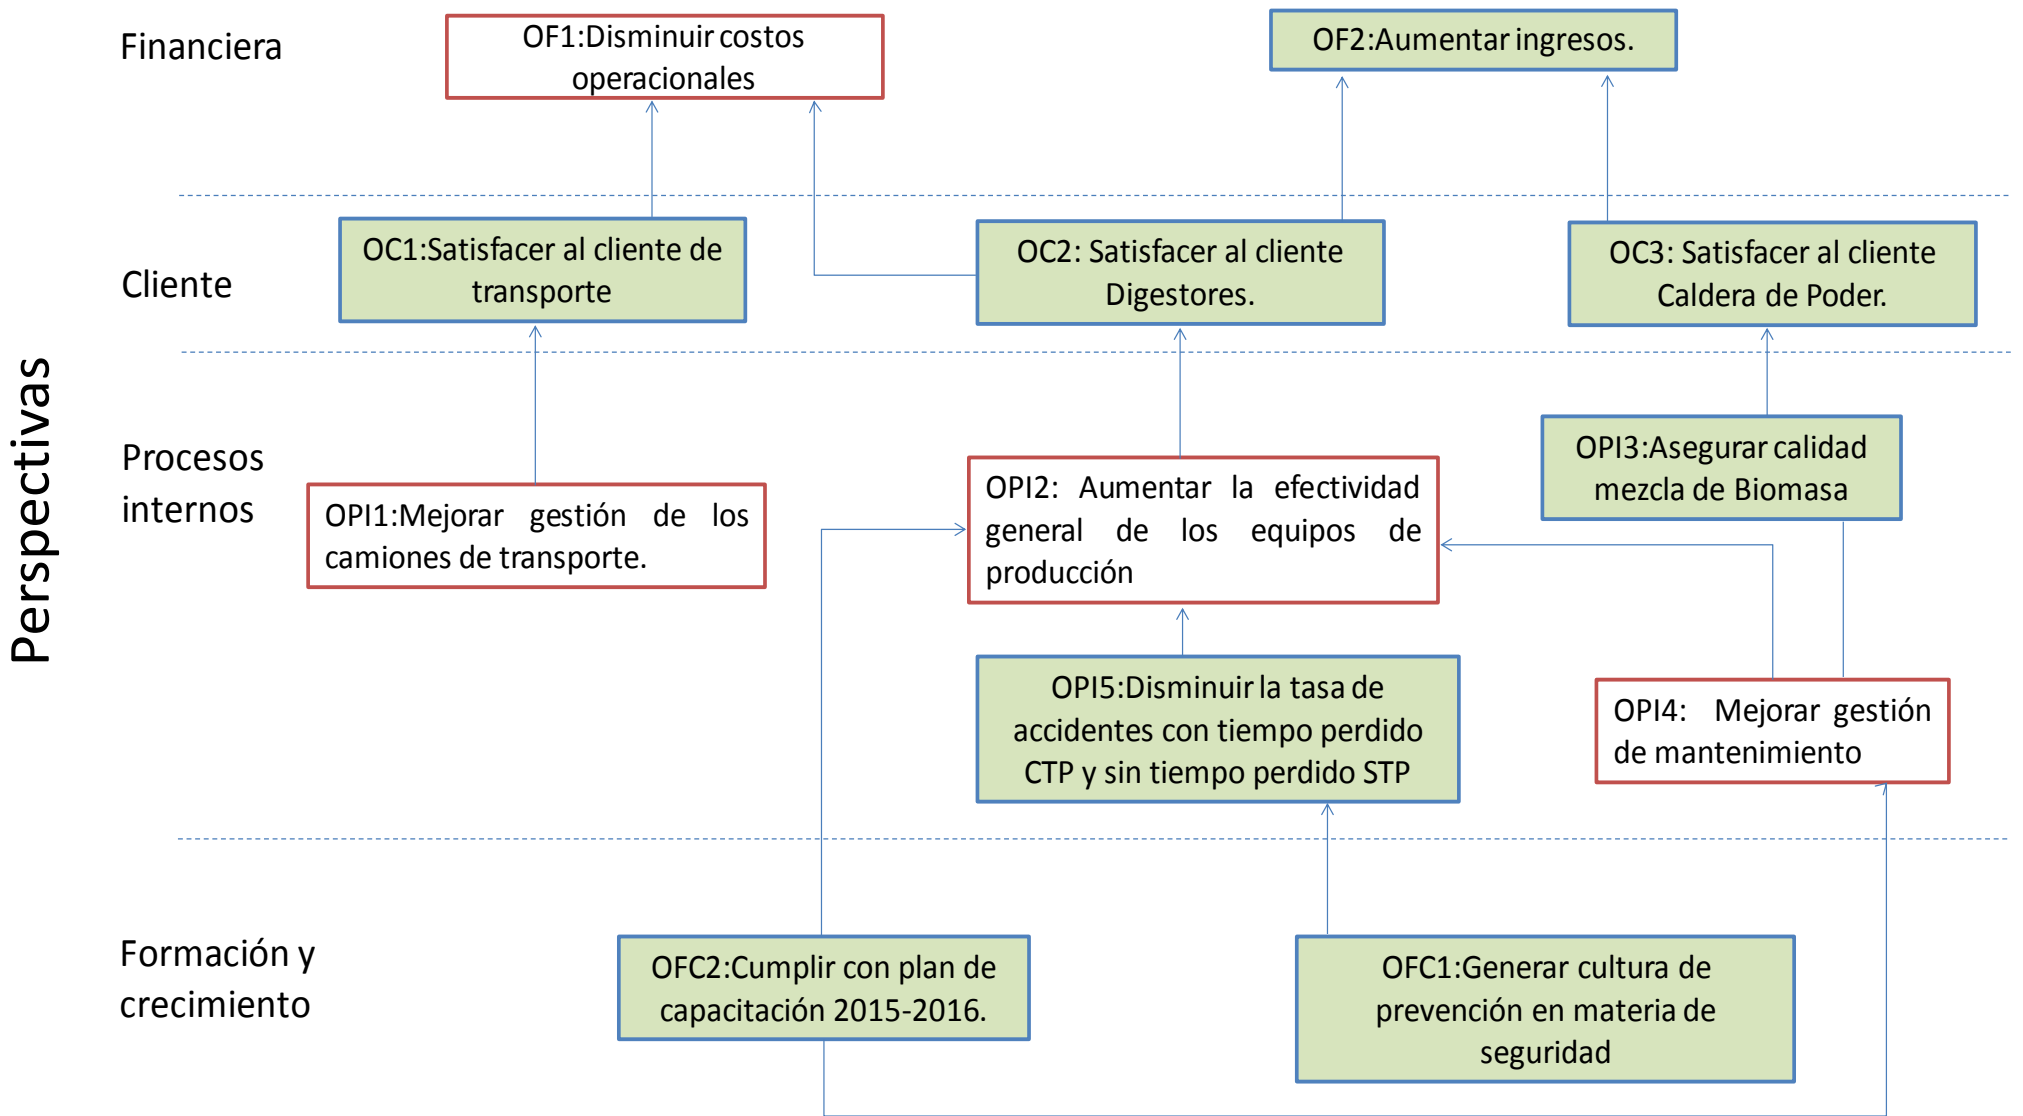 Perspectivas
Financiera
OF1:Disminuir costos
operacionales
OF2:Aumentar ingresos.
Cliente
OC1:Satisfacer al cliente de
transporte
OC2: Satisfacer al cliente
Digestores.
OC3: Satisfacer al cliente
Caldera de Poder.
Procesos
internos
OPI1:Mejorar gestión de los
camiones de transporte.
OPI2: Aumentar la efectividad
general de los equipos de
producción
OPI3:Asegurar calidad
mezcla de Biomasa
OPI5:Disminuir la tasa de
accidentes con tiempo perdido
CTP y sin tiempo perdido STP
OPI4: Mejorar gestión
de mantenimiento
Formación y
crecimiento
OFC2:Cumplir con plan de
capacitación 2015-2016.
OFC1:Generar cultura de
prevención en materia de
seguridad